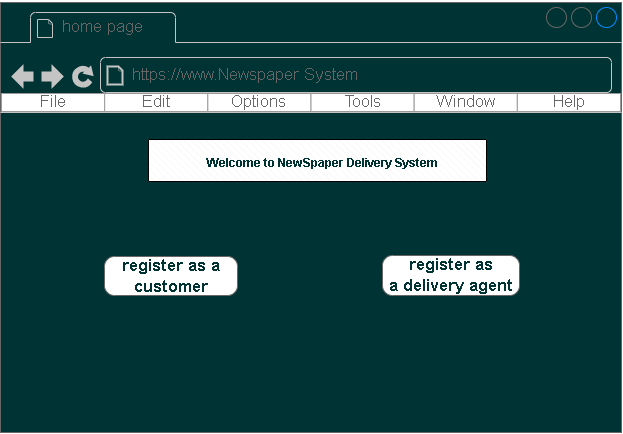 home page
https://www.Newspaper System
File Edit Options Tools Window Help
Welcome to NewSpaper Delivery System
register as a
customer
register as
a delivery agent